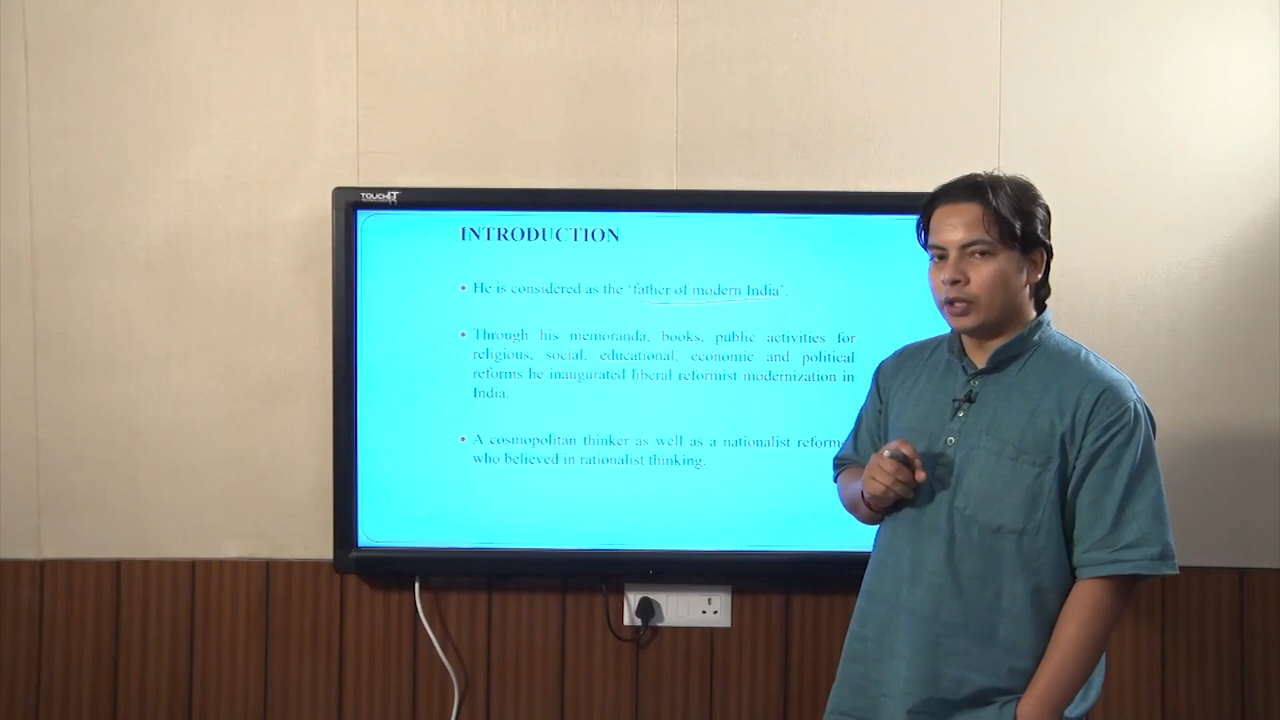 TOUCHIT
INTRODUCTION
• He is considered as the ‘father of modern India’.
• Through his memoranda, books, public activities for
religious, social, educational, economic and political
reforms he inaugurated liberal reformist modernization in
India.
• A cosmopolitan thinker as well as a nationalist reform
who believed in rationalist thinking.